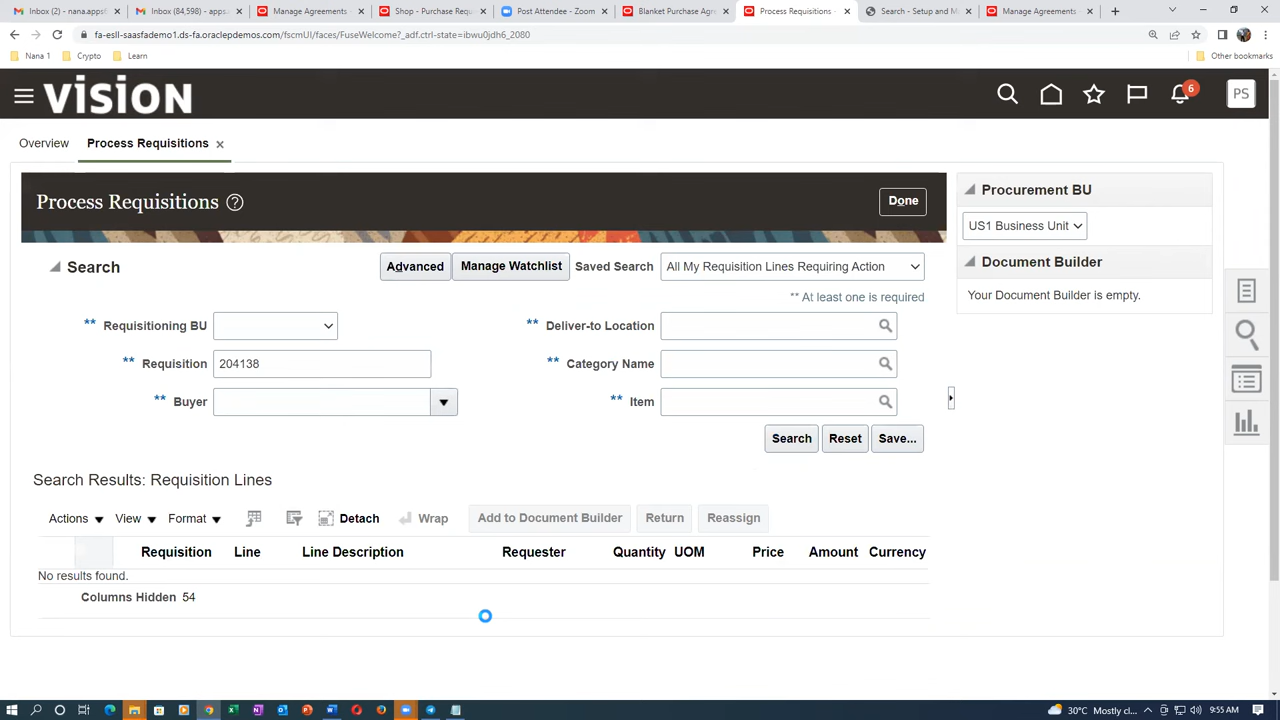 Inbox (2) - nana.apps8
Inbox (84,598) - apps.
Manage Agreements
Shop - Purchase Requ
Post Attendee - Zoom
Blanket Purchase Agre
Process Requisitions -
Search - Setup and M
Manage Agreements
fa-esll-saasfademo1.ds-fa.oraclepdemos.com/fscmUI/faces/FuseWelcome?_adf.ctrl-state=ibwu0jdh6_2080
Nana 1 Crypto Learn Other bookmarks
VISION 6 PS
Overview Process Requisitions
Process Requisitions Done
Procurement BU
US1 Business Unit
Document Builder
Your Document Builder is empty.
Search Advanced Manage Watchlist Saved Search All My Requisition Lines Requiring Action
** At least one is required
** Requisitioning BU ** Deliver-to Location
** Requisition 204138 ** Category Name
** Buyer ** Item
Search Reset Save...
Search Results: Requisition Lines
Actions View Format Detach Wrap Add to Document Builder Return Reassign
Requisition Line Line Description Requester Quantity UOM Price Amount Currency
No results found.
Columns Hidden 54
30°C Mostly cl... 9:55 AM